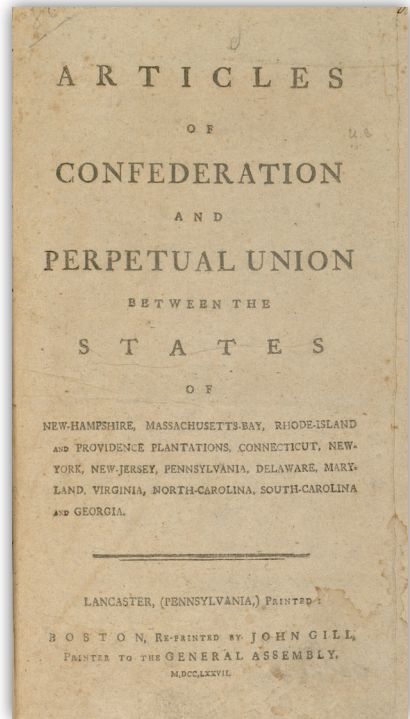 ARTICLES
OF
CONFEDERATION
AND
PERPETUAL UNION
BETWEEN THE
STATES
OF
NEW-HAMPSHIRE, MASSACHUSETTS-BAY, RHODE-ISLAND
AND PROVIDENCE PLANTATIONS, CONNECTICUT, NEW-
YORK, NEW-JERSEY, PENNSYLVANIA, DELAWARE, MARY-
LAND, VIRGINIA, NORTH-CAROLINA, SOUTH-CAROLINA
AND GEORGIA.
LANCASTER, (PENNSYLVANIA,) PRINTED:
BOSTON, RE-PRINTED BY JOHN GILL,
PRINTER TO THE GENERAL ASSEMBLY.
M,DCC,LXXVII.